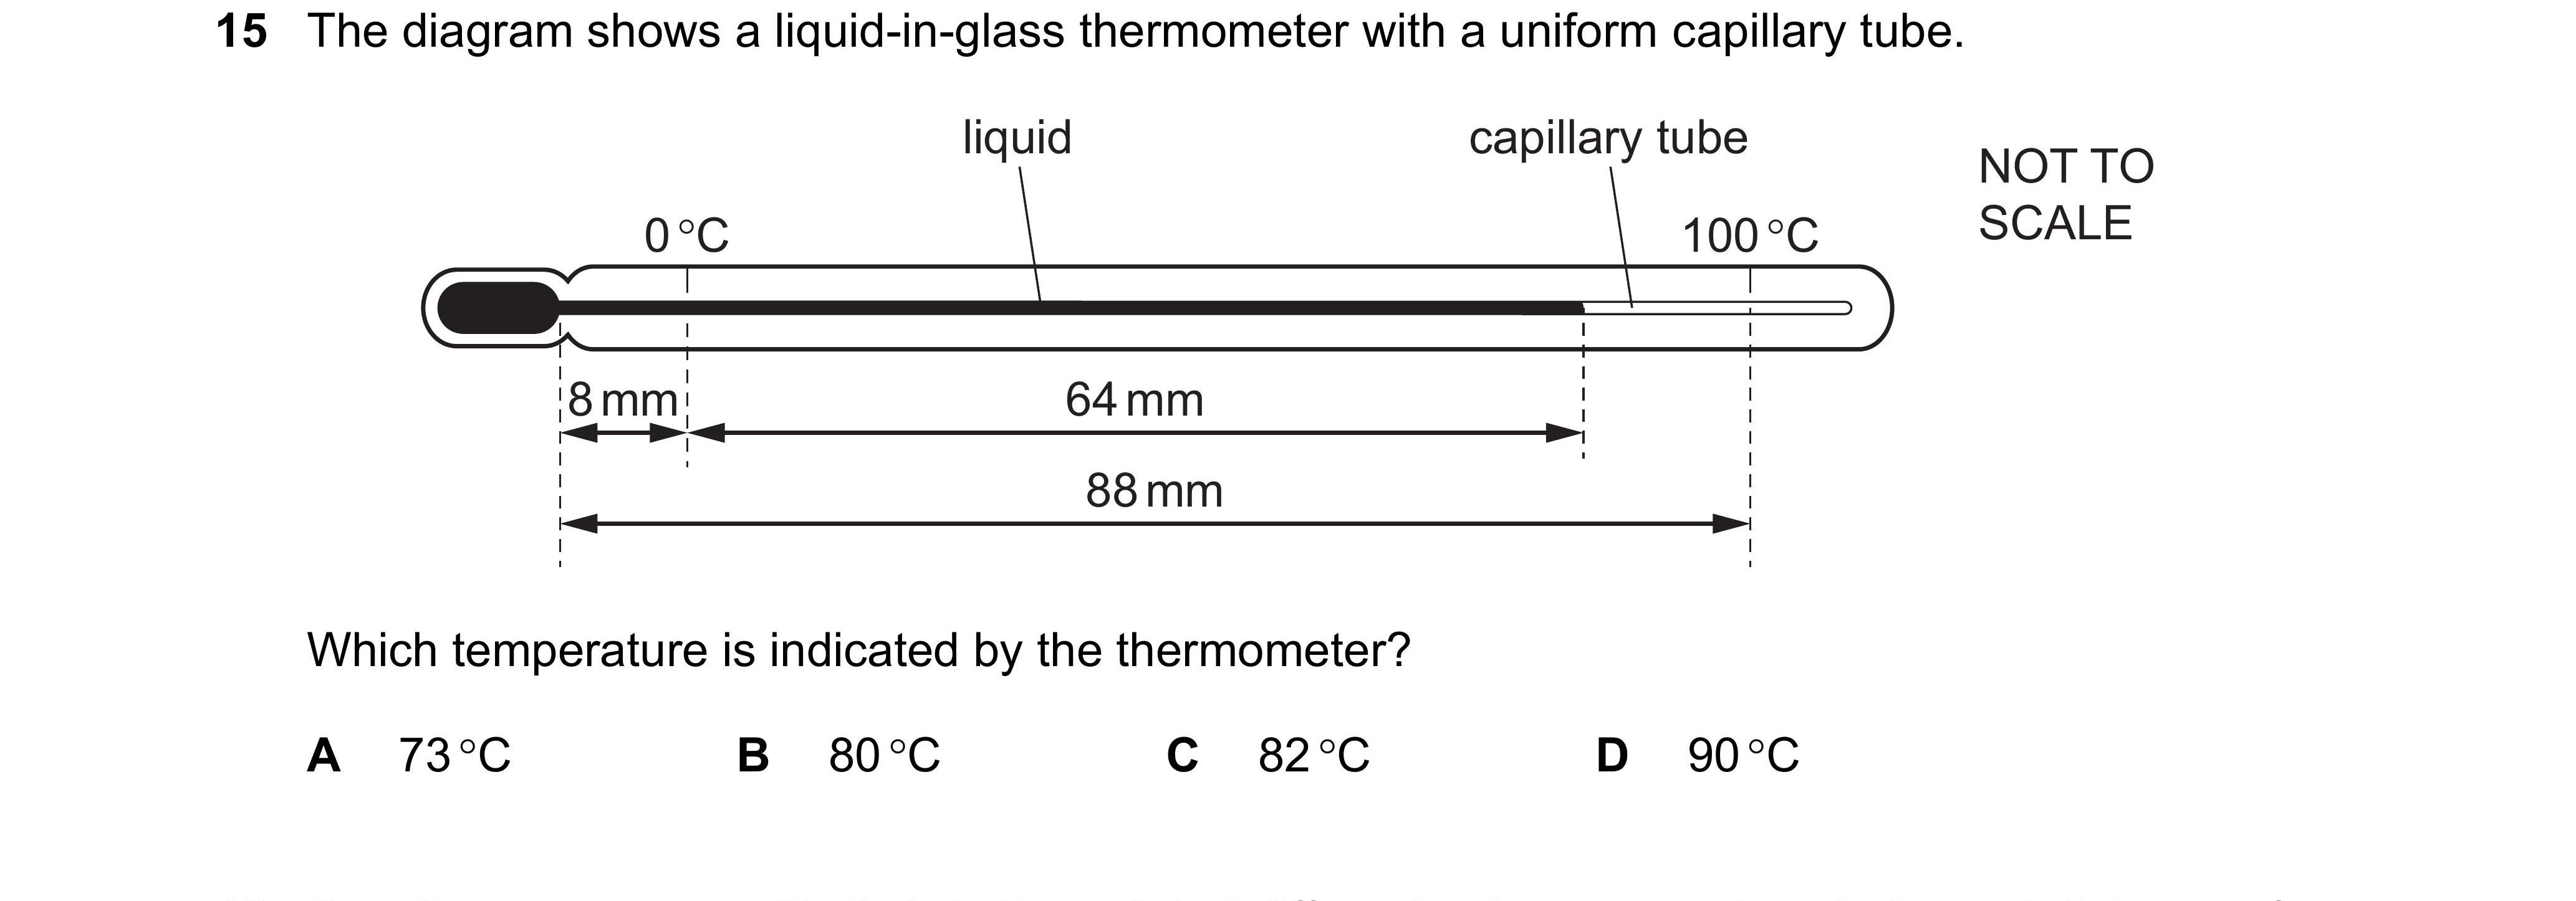 15 The diagram shows a liquid-in-glass thermometer with a uniform capillary tube.
liquid
capillary tube
NOT TO
SCALE
0 °C
100 °C
8 mm
64 mm
88 mm
Which temperature is indicated by the thermometer?
A 73 °C B 80 °C C 82 °C D 90 °C